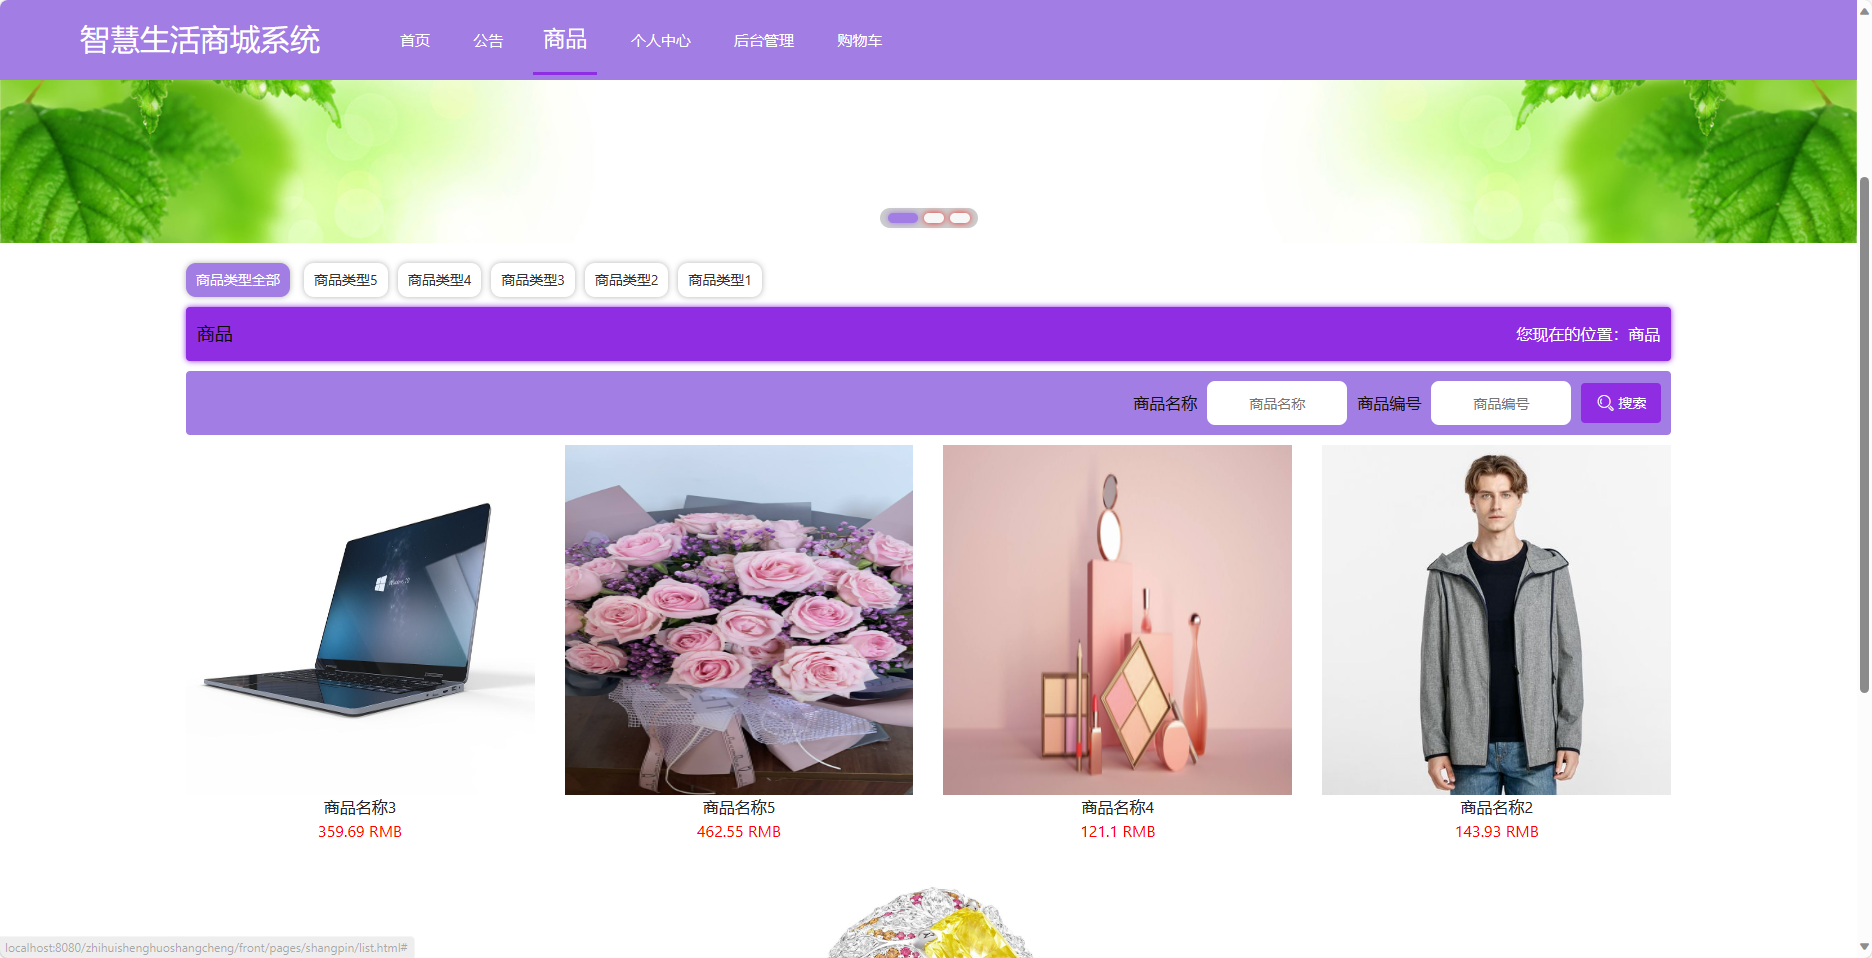 智慧生活商城系统 首页 公告 商品 个人中心 后台管理 购物车
商品类型全部 商品类型5 商品类型4 商品类型3 商品类型2 商品类型1
商品 您现在的位置：商品
商品名称 商品名称 商品编号 商品编号 搜索
商品名称3 商品名称5 商品名称4 商品名称2
359.69 RMB 462.55 RMB 121.1 RMB 143.93 RMB
localhost:8080/zhihuishenghuoshangcheng/front/pages/shangpin/list.html#